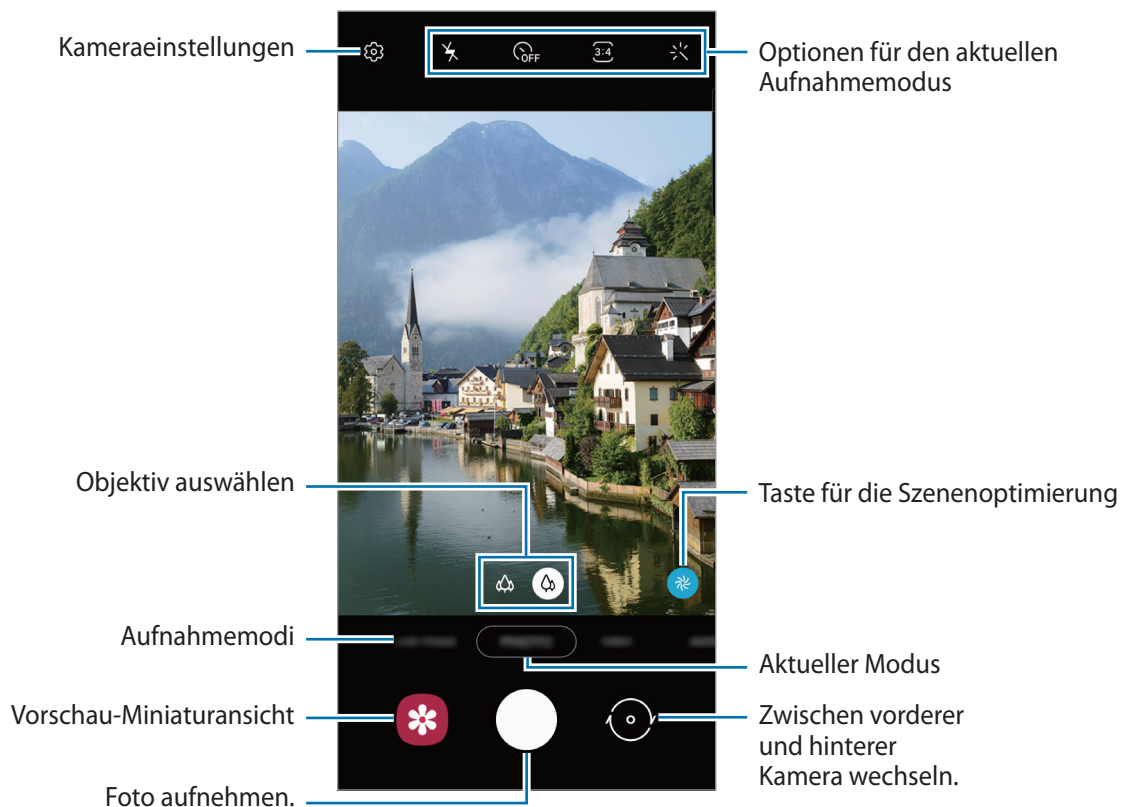 Kameraeinstellungen
OFF
3:4
Optionen für den aktuellen
Aufnahmemodus
Objektiv auswählen
Taste für die Szenenoptimierung
Aufnahmemodi
Aktueller Modus
Vorschau-Miniaturansicht
Zwischen vorderer
und hinterer
Kamera wechseln.
Foto aufnehmen.